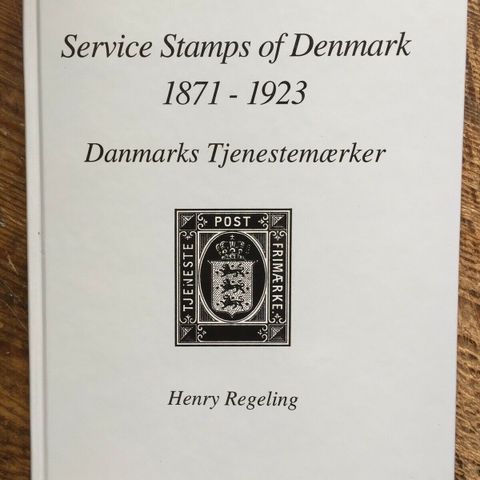 Service Stamps of Denmark
1871 - 1923
Danmarks Tjenestemærker
POST
TJENESTE
FRIMÆRKE
Henry Regeling